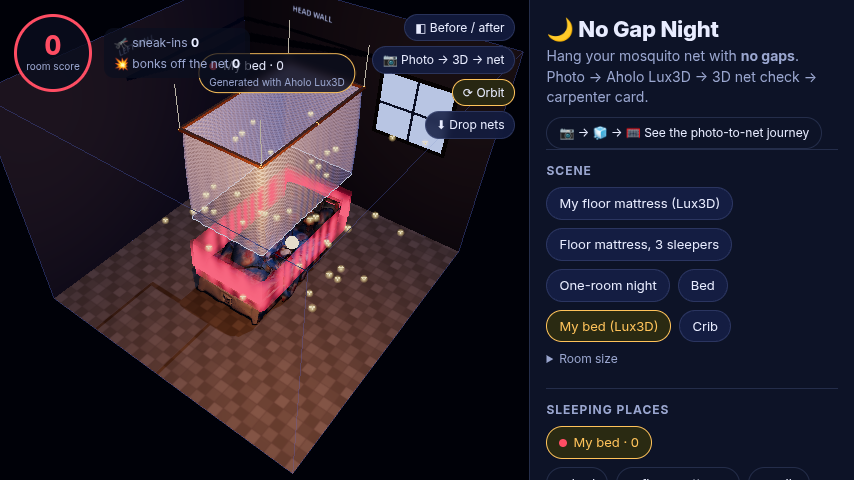 HEAD WALL
0
room score
sneak-ins 0
bonks off the net 0
My bed · 0
Generated with Aholo Lux3D
Before / after
Photo → 3D → net
Orbit
Drop nets
🌙 No Gap Night
Hang your mosquito net with no gaps.
Photo → Aholo Lux3D → 3D net check →
carpenter card.
📷 → 🧊 → 🥅 See the photo-to-net journey
SCENE
My floor mattress (Lux3D)
Floor mattress, 3 sleepers
One-room night
Bed
My bed (Lux3D)
Crib
Room size
SLEEPING PLACES
My bed · 0